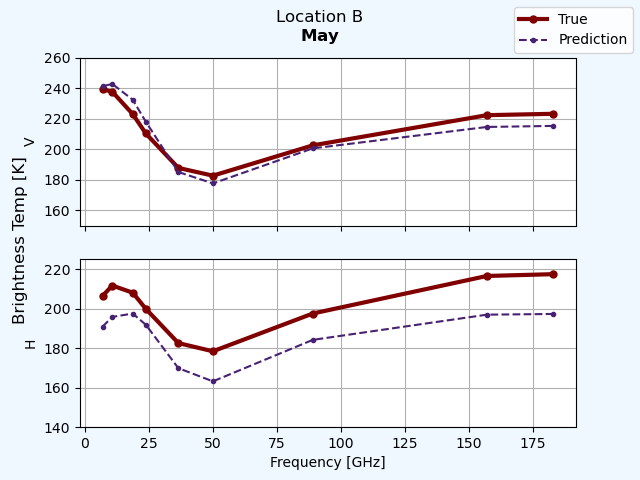 Location B
May
True
Prediction
Brightness Temp [K]
V
260
240
220
200
180
160
H
220
200
180
160
140
0
25
50
75
100
125
150
175
Frequency [GHz]